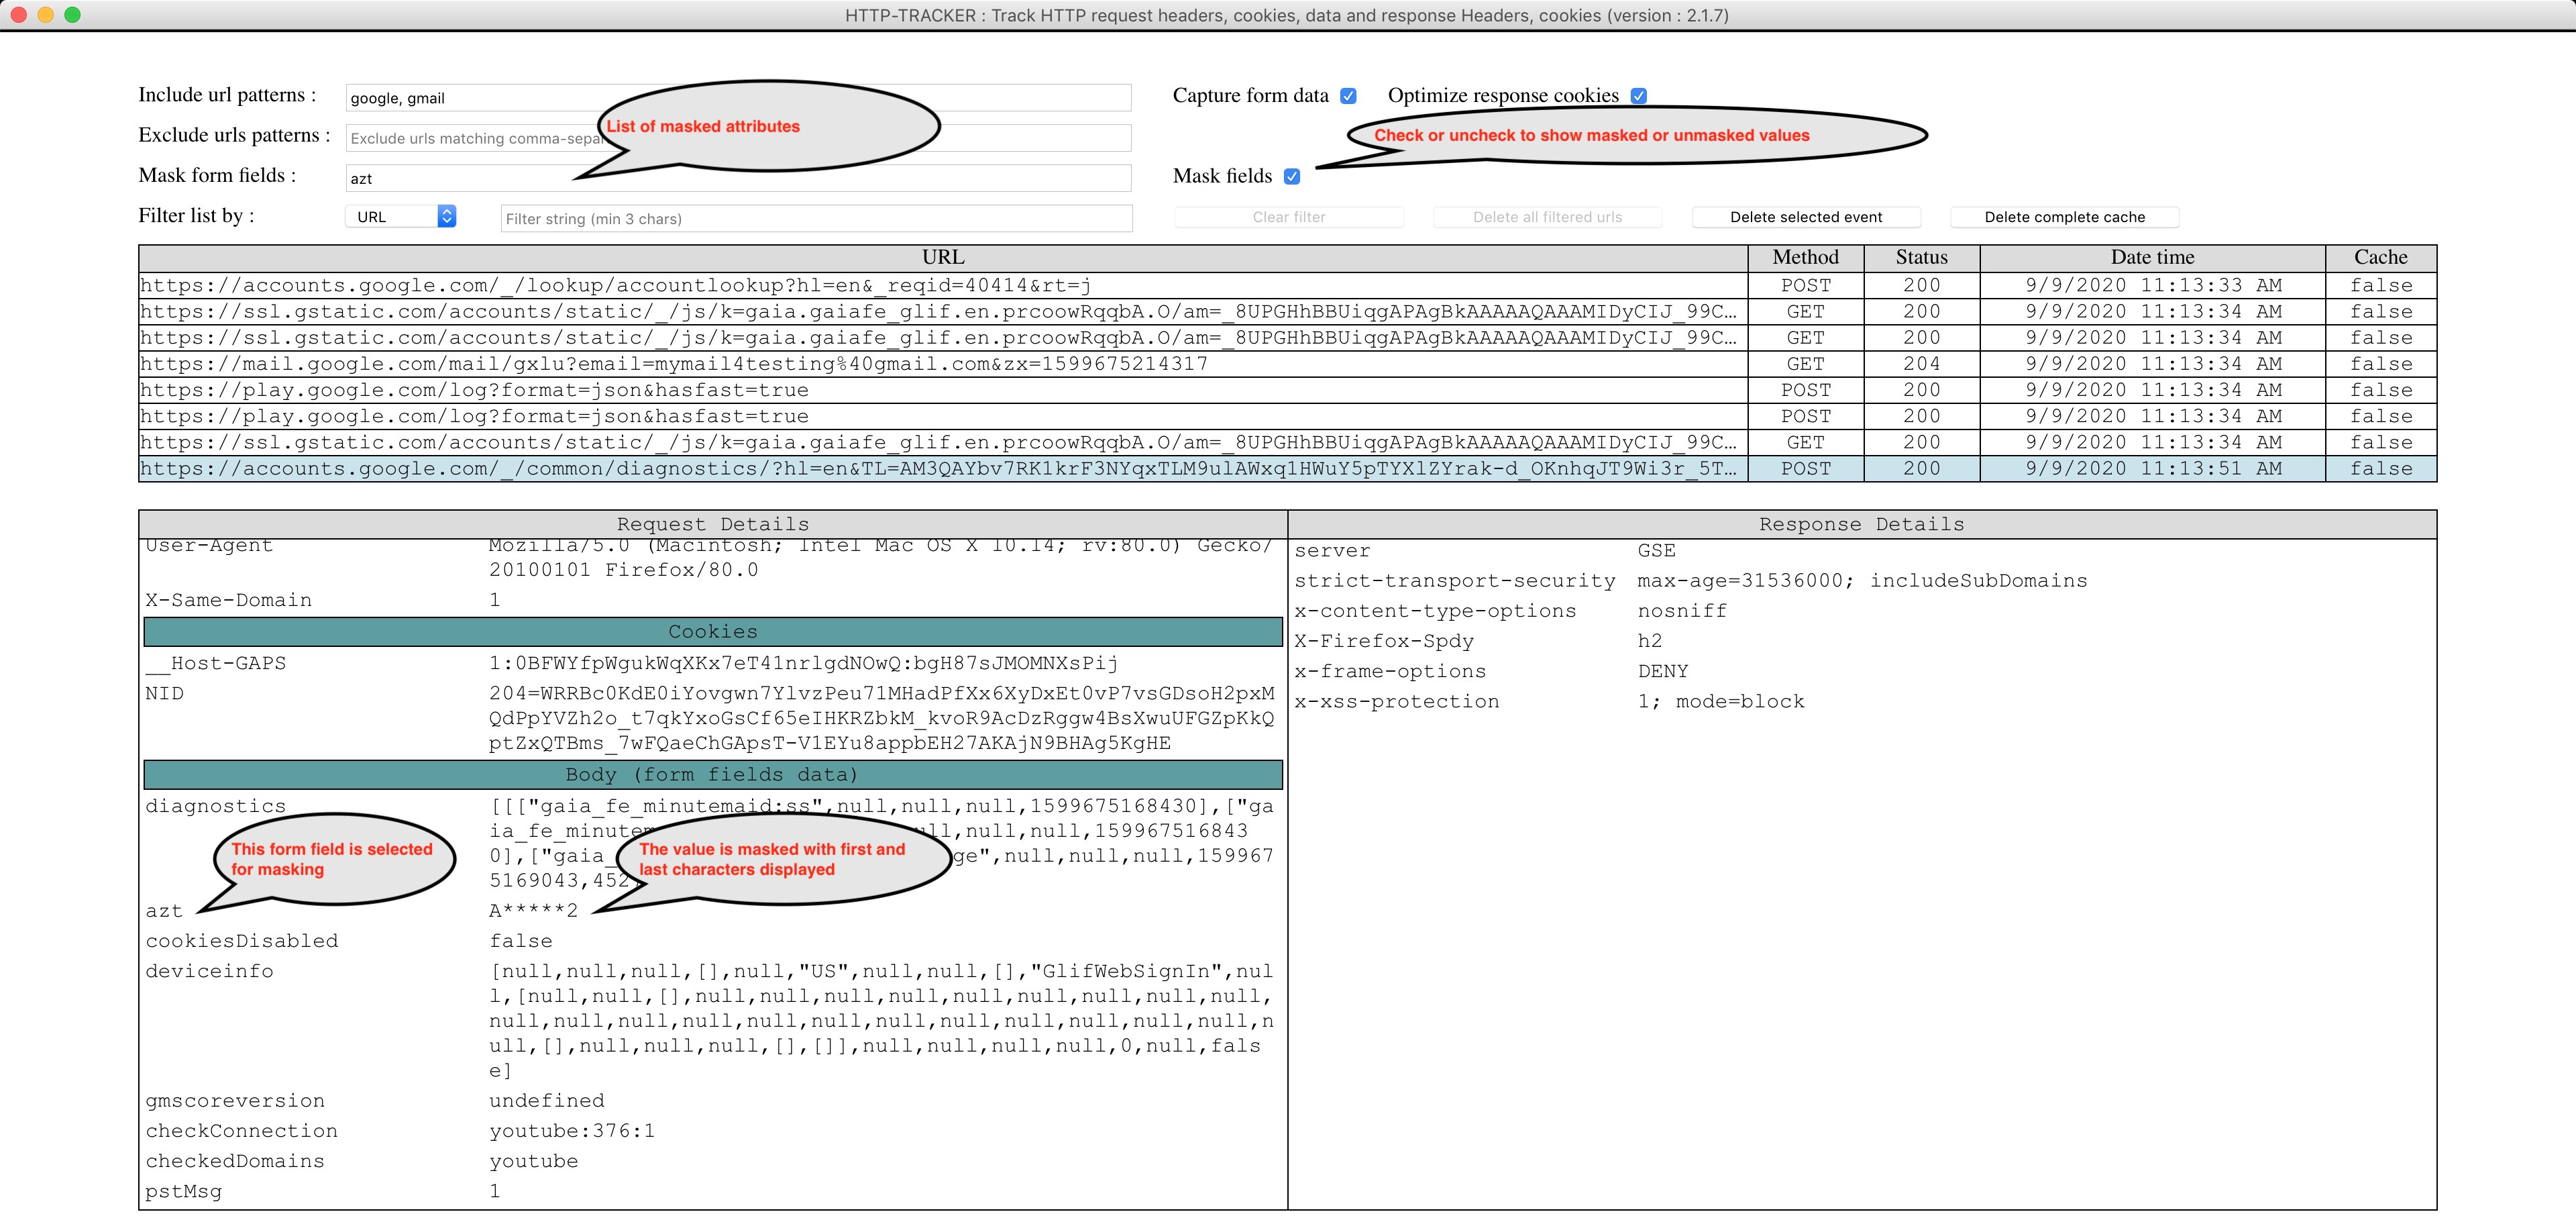 HTTP-TRACKER : Track HTTP request headers, cookies, data and response Headers, cookies (version : 2.1.7)
Include url patterns : google, gmail
Capture form data Optimize response cookies
List of masked attributes
Exclude urls patterns : Exclude urls matching
Check or uncheck to show masked or unmasked values
Mask form fields : azt
Mask fields
Filter list by : URL Filter string (min 3 chars) Clear filter Delete all filtered urls Delete selected event Delete complete cache
URL Method Status Date time Cache
https://accounts.google.com/_/lookup/accountlookup?hl=en&_reqid=40414&rt=j POST 200 9/9/2020 11:13:33 AM false
https://ssl.gstatic.com/accounts/static/_/js/k=gaia.gaiafe_glif.en.prcoowRqqbA.O/am=_8UPGHhBBUiqgAPAgBkAAAAAQAAAMIDyCIJ_99C… GET 200 9/9/2020 11:13:34 AM false
https://ssl.gstatic.com/accounts/static/_/js/k=gaia.gaiafe_glif.en.prcoowRqqbA.O/am=_8UPGHhBBUiqgAPAgBkAAAAAQAAAMIDyCIJ_99C… GET 200 9/9/2020 11:13:34 AM false
https://mail.google.com/mail/gxlu?email=mymail4testing%40gmail.com&zx=1599675214317 GET 204 9/9/2020 11:13:34 AM false
https://play.google.com/log?format=json&hasfast=true POST 200 9/9/2020 11:13:34 AM false
https://play.google.com/log?format=json&hasfast=true POST 200 9/9/2020 11:13:34 AM false
https://ssl.gstatic.com/accounts/static/_/js/k=gaia.gaiafe_glif.en.prcoowRqqbA.O/am=_8UPGHhBBUiqgAPAgBkAAAAAQAAAMIDyCIJ_99C… GET 200 9/9/2020 11:13:34 AM false
https://accounts.google.com/_/common/diagnostics/?hl=en&TL=AM3QAYbv7RK1krF3NYqxTLM9ulAWxq1HWuY5pTYXlZYrak-d_OKnhqJT9Wi3r_5T… POST 200 9/9/2020 11:13:51 AM false
Request Details
User-Agent Mozilla/5.0 (Macintosh; Intel Mac OS X 10.14; rv:80.0) Gecko/
20100101 Firefox/80.0
X-Same-Domain 1
Cookies
__Host-GAPS 1:0BFWYfpWgukWqXKx7eT41nrlgdNOwQ:bgH87sJMOMNXsPij
NID 204=WRRBc0KdE0iYovgwn7YlvzPeu71MHadPfXx6XyDxEt0vP7vsGDsoH2pxM
QdPpYVZh2o_t7qkYxoGsCf65eIHKRZbkM_kvoR9AcDzRggw4BsXwuUFGZpKkQ
ptZxQTBms_7wFQaeChGApsT-V1EYu8appbEH27AKAjN9BHAg5KgHE
Body (form fields data)
diagnostics [[["gaia_fe_minutemaid:ss",null,null,null,1599675168430],["ga
null,null,159967516843
0],["gaia_ ge",null,null,null,159967
5169043,452
This form field is selected
for masking
The value is masked with first and
last characters displayed
azt A*****2
cookiesDisabled false
deviceinfo [null,null,null,[],null,"US",null,null,[],"GlifWebSignIn",nul
l,[null,null,[],null,null,null,null,null,null,null,null,null,
null,null,null,null,null,null,null,null,null,null,null,null,n
ull,[],null,null,null,[],[]],null,null,null,null,0,null,fals
e]
gmscoreversion undefined
checkConnection youtube:376:1
checkedDomains youtube
pstMsg 1
Response Details
server GSE
strict-transport-security max-age=31536000; includeSubDomains
x-content-type-options nosniff
X-Firefox-Spdy h2
x-frame-options DENY
x-xss-protection 1; mode=block